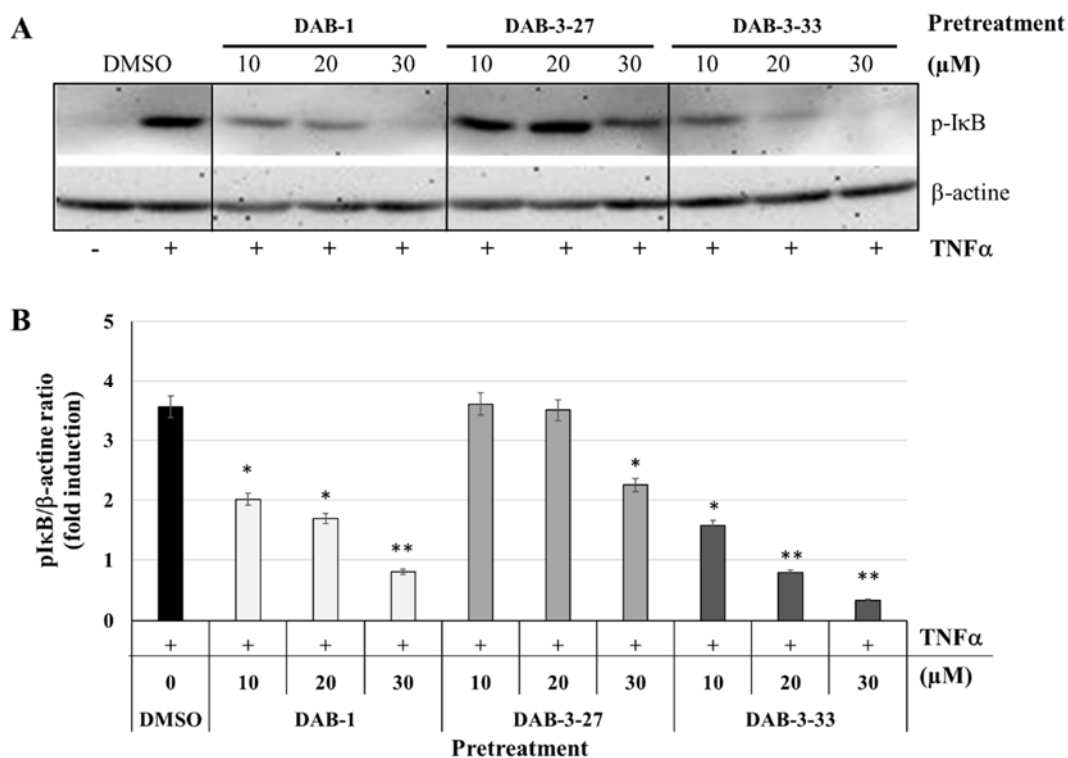 A
DAB-1 DAB-3-27 DAB-3-33 Pretreatment
DMSO 10 20 30 10 20 30 10 20 30 (μM)
p-IκB
β-actine
- + + + + + + + + + + TNFα
B
pIκB/β-actine ratio
(fold induction)
5
4
3
2
1
0
* * ** * * ** **
+ + + + + + + + + + TNFα
0 10 20 30 10 20 30 10 20 30 (μM)
DMSO DAB-1 DAB-3-27 DAB-3-33
Pretreatment